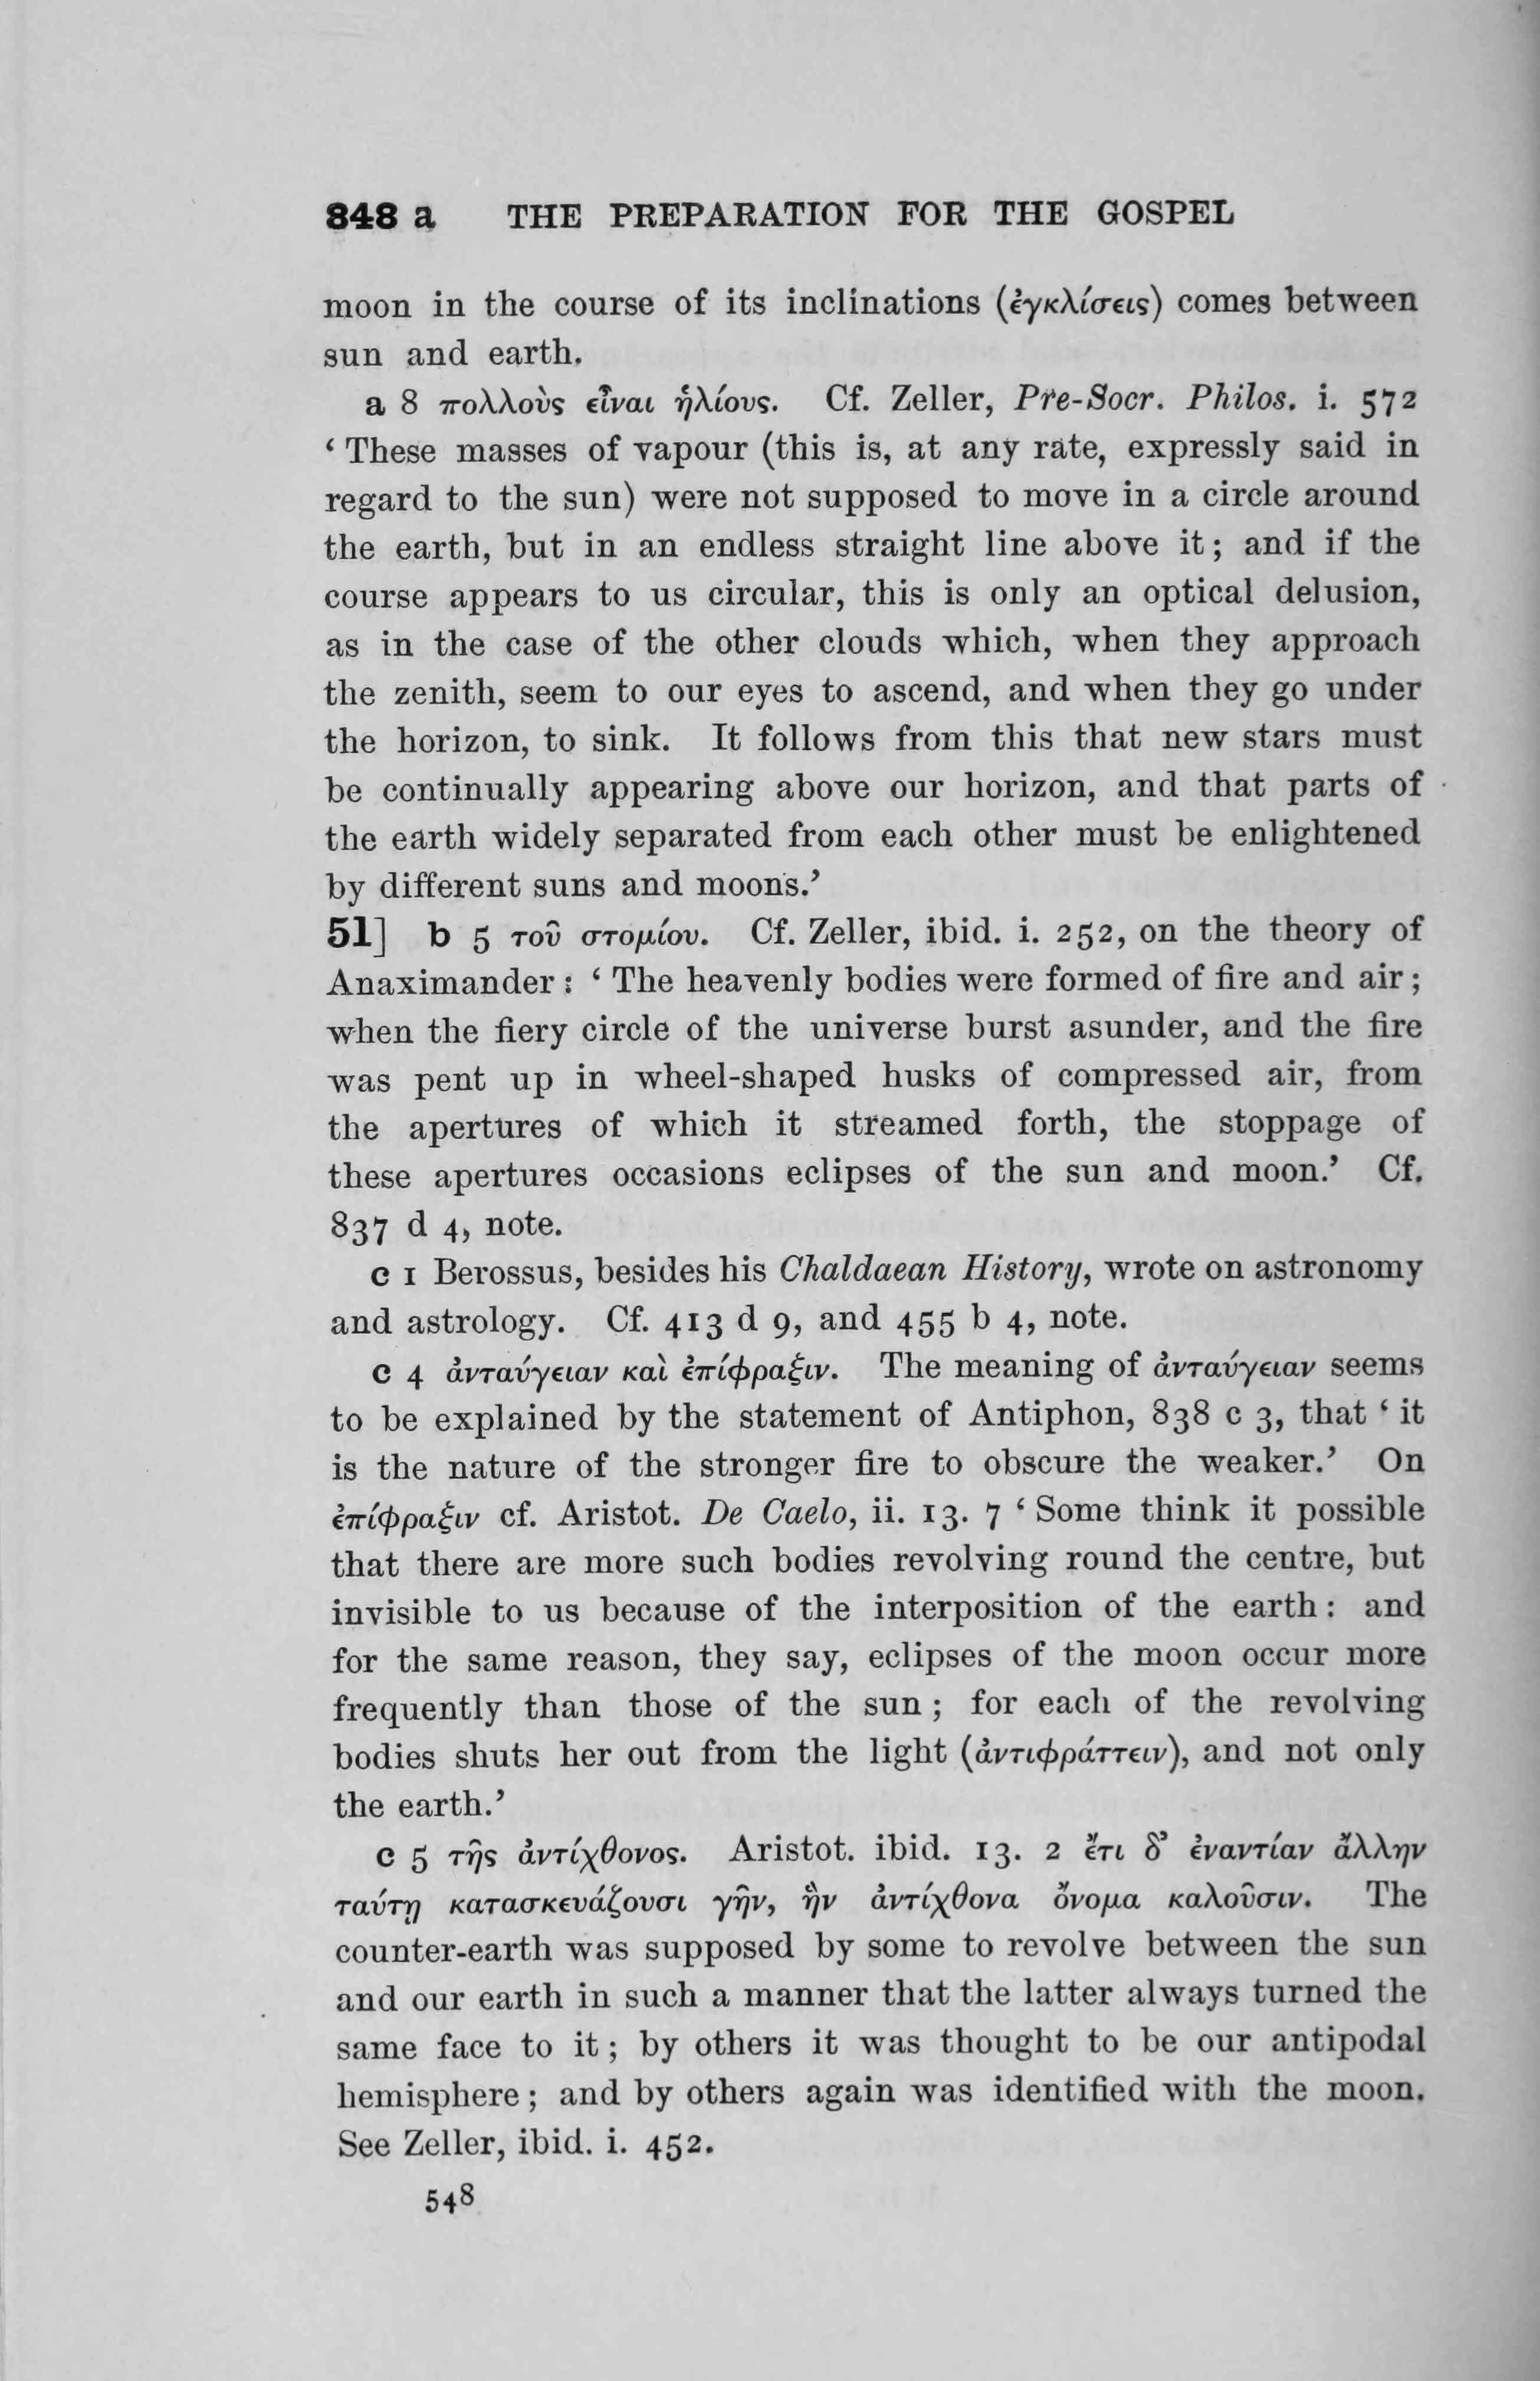 848 a THE PREPARATION FOR THE GOSPEL
moon in the course of its inclinations (ἐγκλίσεις) comes between
sun and earth.
a 8 πολλοὺς εἶναι ἡλίους. Cf. Zeller, Pre-Socr. Philos. i. 572
‘ These masses of vapour (this is, at any rate, expressly said in
regard to the sun) were not supposed to move in a circle around
the earth, but in an endless straight line above it ; and if the
course appears to us circular, this is only an optical delusion,
as in the case of the other clouds which, when they approach
the zenith, seem to our eyes to ascend, and when they go under
the horizon, to sink. It follows from this that new stars must
be continually appearing above our horizon, and that parts of
the earth widely separated from each other must be enlightened
by different suns and moons.’
51] b 5 τοῦ στομίου. Cf. Zeller, ibid. i. 252, on the theory of
Anaximander : ‘ The heavenly bodies were formed of fire and air ;
when the fiery circle of the universe burst asunder, and the fire
was pent up in wheel-shaped husks of compressed air, from
the apertures of which it streamed forth, the stoppage of
these apertures occasions eclipses of the sun and moon.’ Cf.
837 d 4, note.
c 1 Berossus, besides his Chaldaean History, wrote on astronomy
and astrology. Cf. 413 d 9, and 455 b 4, note.
c 4 ἀνταύγειαν καὶ ἐπίφραξιν. The meaning of ἀνταύγειαν seems
to be explained by the statement of Antiphon, 838 c 3, that ‘ it
is the nature of the stronger fire to obscure the weaker.’ On
ἐπίφραξιν cf. Aristot. De Caelo, ii. 13. 7 ‘ Some think it possible
that there are more such bodies revolving round the centre, but
invisible to us because of the interposition of the earth : and
for the same reason, they say, eclipses of the moon occur more
frequently than those of the sun ; for each of the revolving
bodies shuts her out from the light (ἀντιφράττειν), and not only
the earth.’
c 5 τῆς ἀντίχθονος. Aristot. ibid. 13. 2 ἔτι δ’ ἐναντίαν ἄλλην
ταύτῃ κατασκευάζουσι γῆν, ἣν ἀντίχθονα ὄνομα καλοῦσιν. The
counter-earth was supposed by some to revolve between the sun
and our earth in such a manner that the latter always turned the
same face to it ; by others it was thought to be our antipodal
hemisphere ; and by others again was identified with the moon.
See Zeller, ibid. i. 452.
548